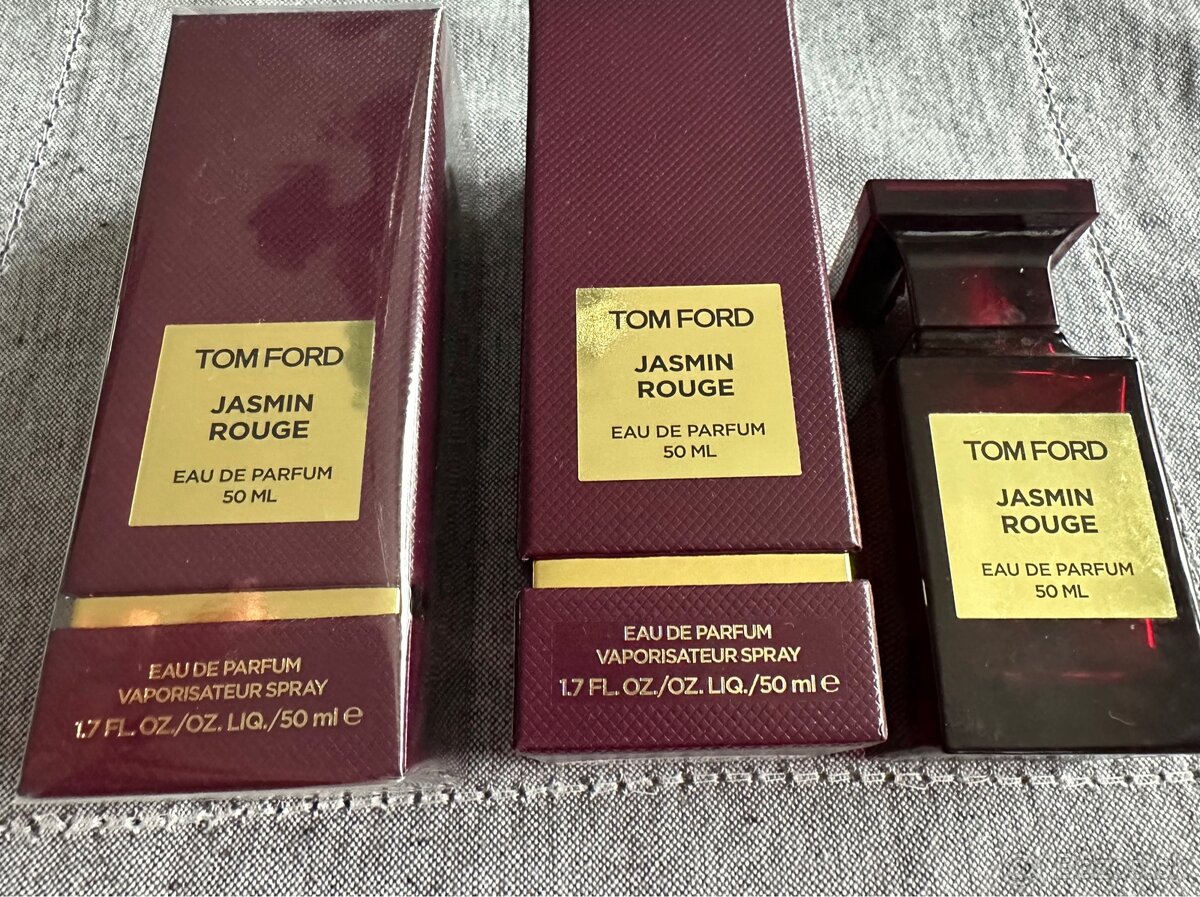 TOM FORD
JASMIN
ROUGE
EAU DE PARFUM
50 ML
EAU DE PARFUM
VAPORISATEUR SPRAY
1.7 FL. OZ./OZ. LIQ./50 ml e
TOM FORD
JASMIN
ROUGE
EAU DE PARFUM
50 ML
EAU DE PARFUM
VAPORISATEUR SPRAY
1.7 FL. OZ./OZ. LIQ./50 ml e
TOM FORD
JASMIN
ROUGE
EAU DE PARFUM
50 ML